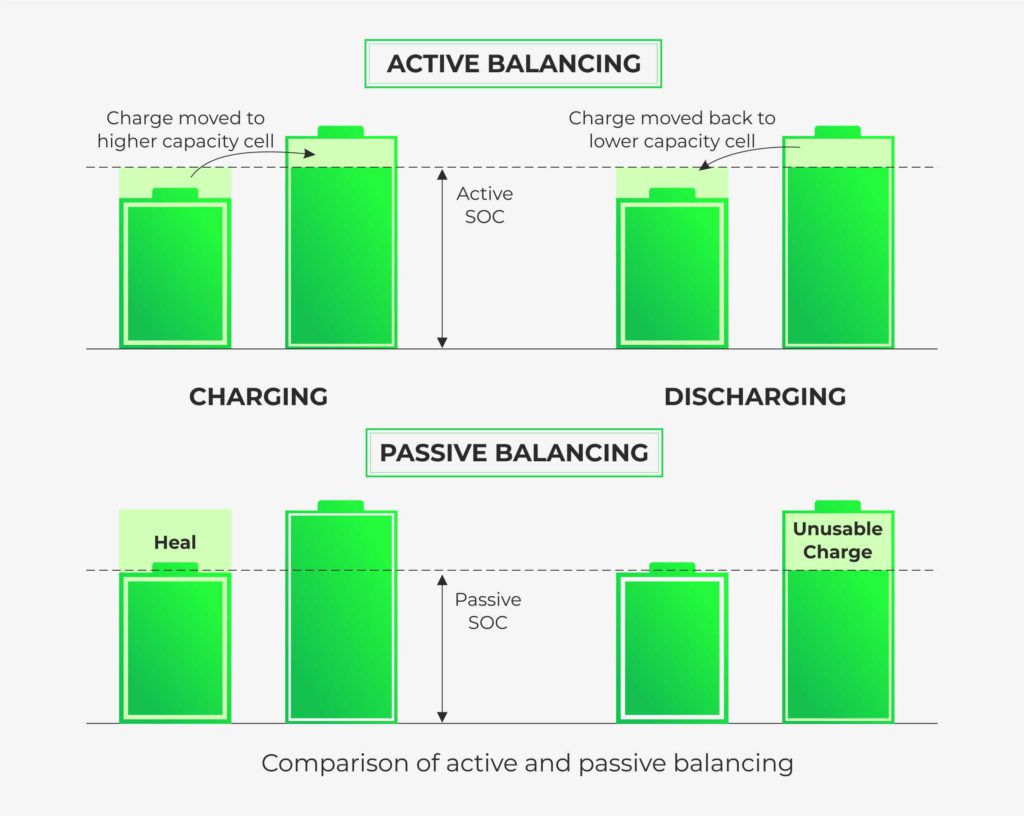 ACTIVE BALANCING
Charge moved to
higher capacity cell
Charge moved back to
lower capacity cell
Active
SOC
CHARGING
DISCHARGING
PASSIVE BALANCING
Heal
Unusable
Charge
Passive
SOC
Comparison of active and passive balancing